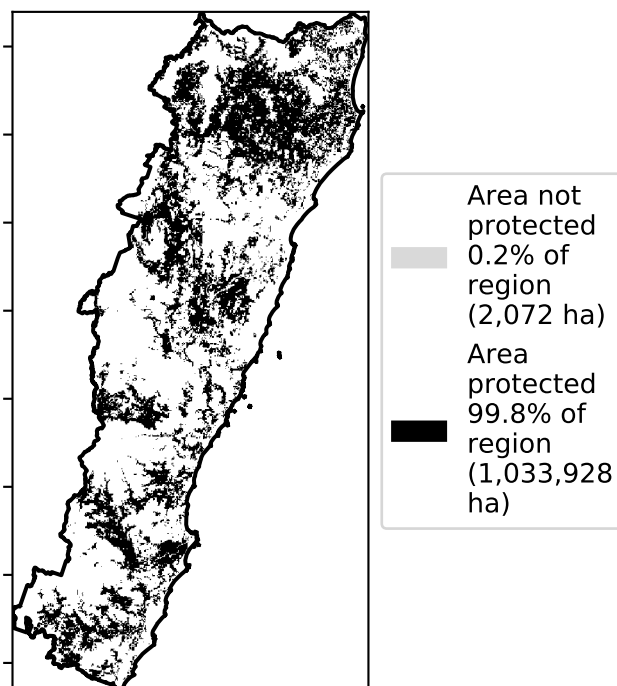 Area not
protected
0.2% of
region
(2,072 ha)
Area
protected
99.8% of
region
(1,033,928
ha)